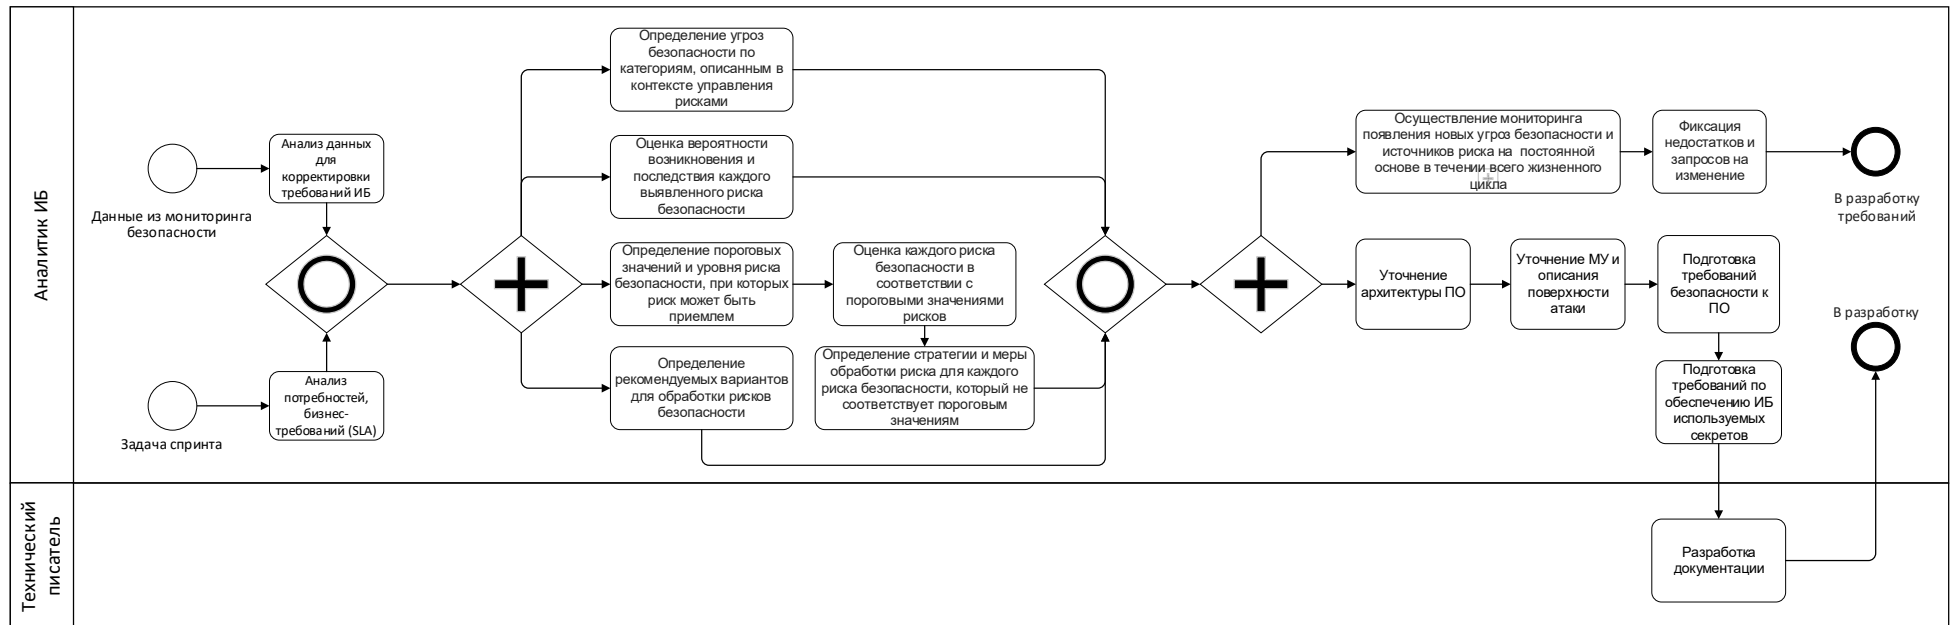 Аналитик ИБ
Данные из мониторинга
безопасности
Анализ данных
для
корректировки
требований ИБ
Задача спринта
Анализ
потребностей,
бизнес-
требований (SLA)
Определение угроз
безопасности по
категориям, описанным в
контексте управления
рисками
Оценка вероятности
возникновения и
последствия каждого
выявленного риска
безопасности
Определение пороговых
значений и уровня риска
безопасности, при которых
риск может быть
приемлем
Оценка каждого риска
безопасности в
соответствии с
пороговыми значениями
рисков
Определение
рекомендуемых вариантов
для обработки рисков
безопасности
Определение стратегии и меры
обработки риска для каждого
риска безопасности, который не
соответствует пороговым
значениям
Осуществление мониторинга
появления новых угроз безопасности и
источников риска на постоянной
основе в течении всего жизненного
цикла
Фиксация
недостатков и
запросов на
изменение
В разработку
требований
Уточнение
архитектуры ПО
Уточнение МУ и
описания
поверхности
атаки
Подготовка
требований
безопасности к
ПО
В разработку
Подготовка
требований по
обеспечению ИБ
используемых
секретов
Технический
писатель
Разработка
документации